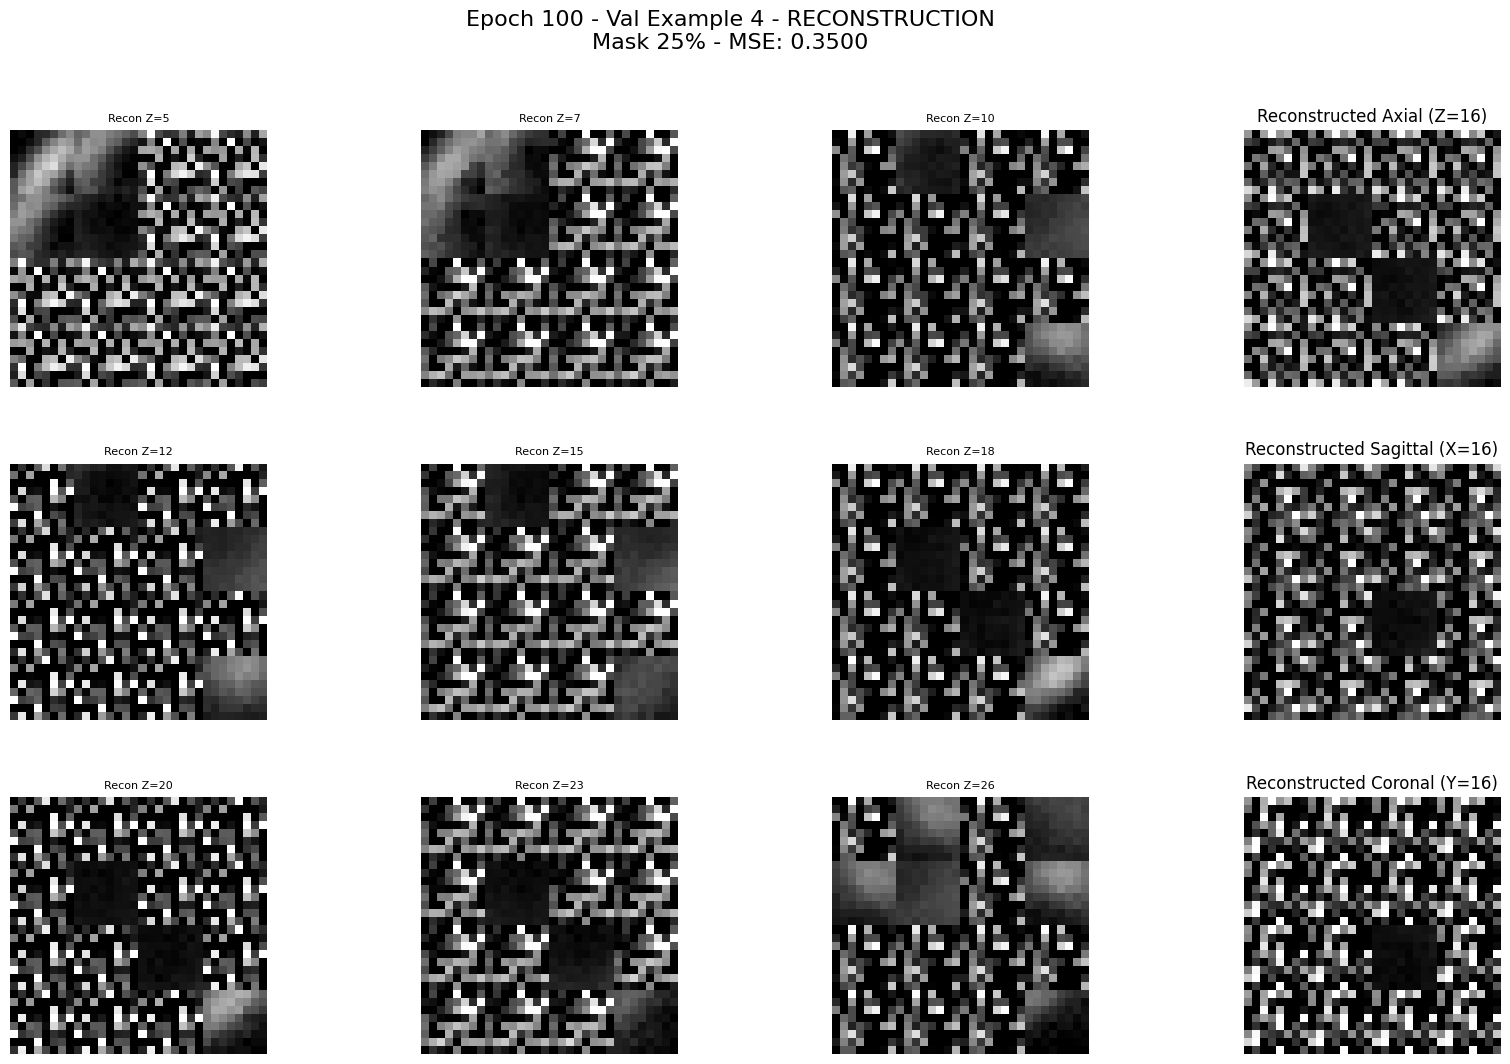 Epoch 100 - Val Example 4 - RECONSTRUCTION
Mask 25% - MSE: 0.3500
Recon Z=5
Recon Z=7
Recon Z=10
Reconstructed Axial (Z=16)
Recon Z=12
Recon Z=15
Recon Z=18
Reconstructed Sagittal (X=16)
Recon Z=20
Recon Z=23
Recon Z=26
Reconstructed Coronal (Y=16)